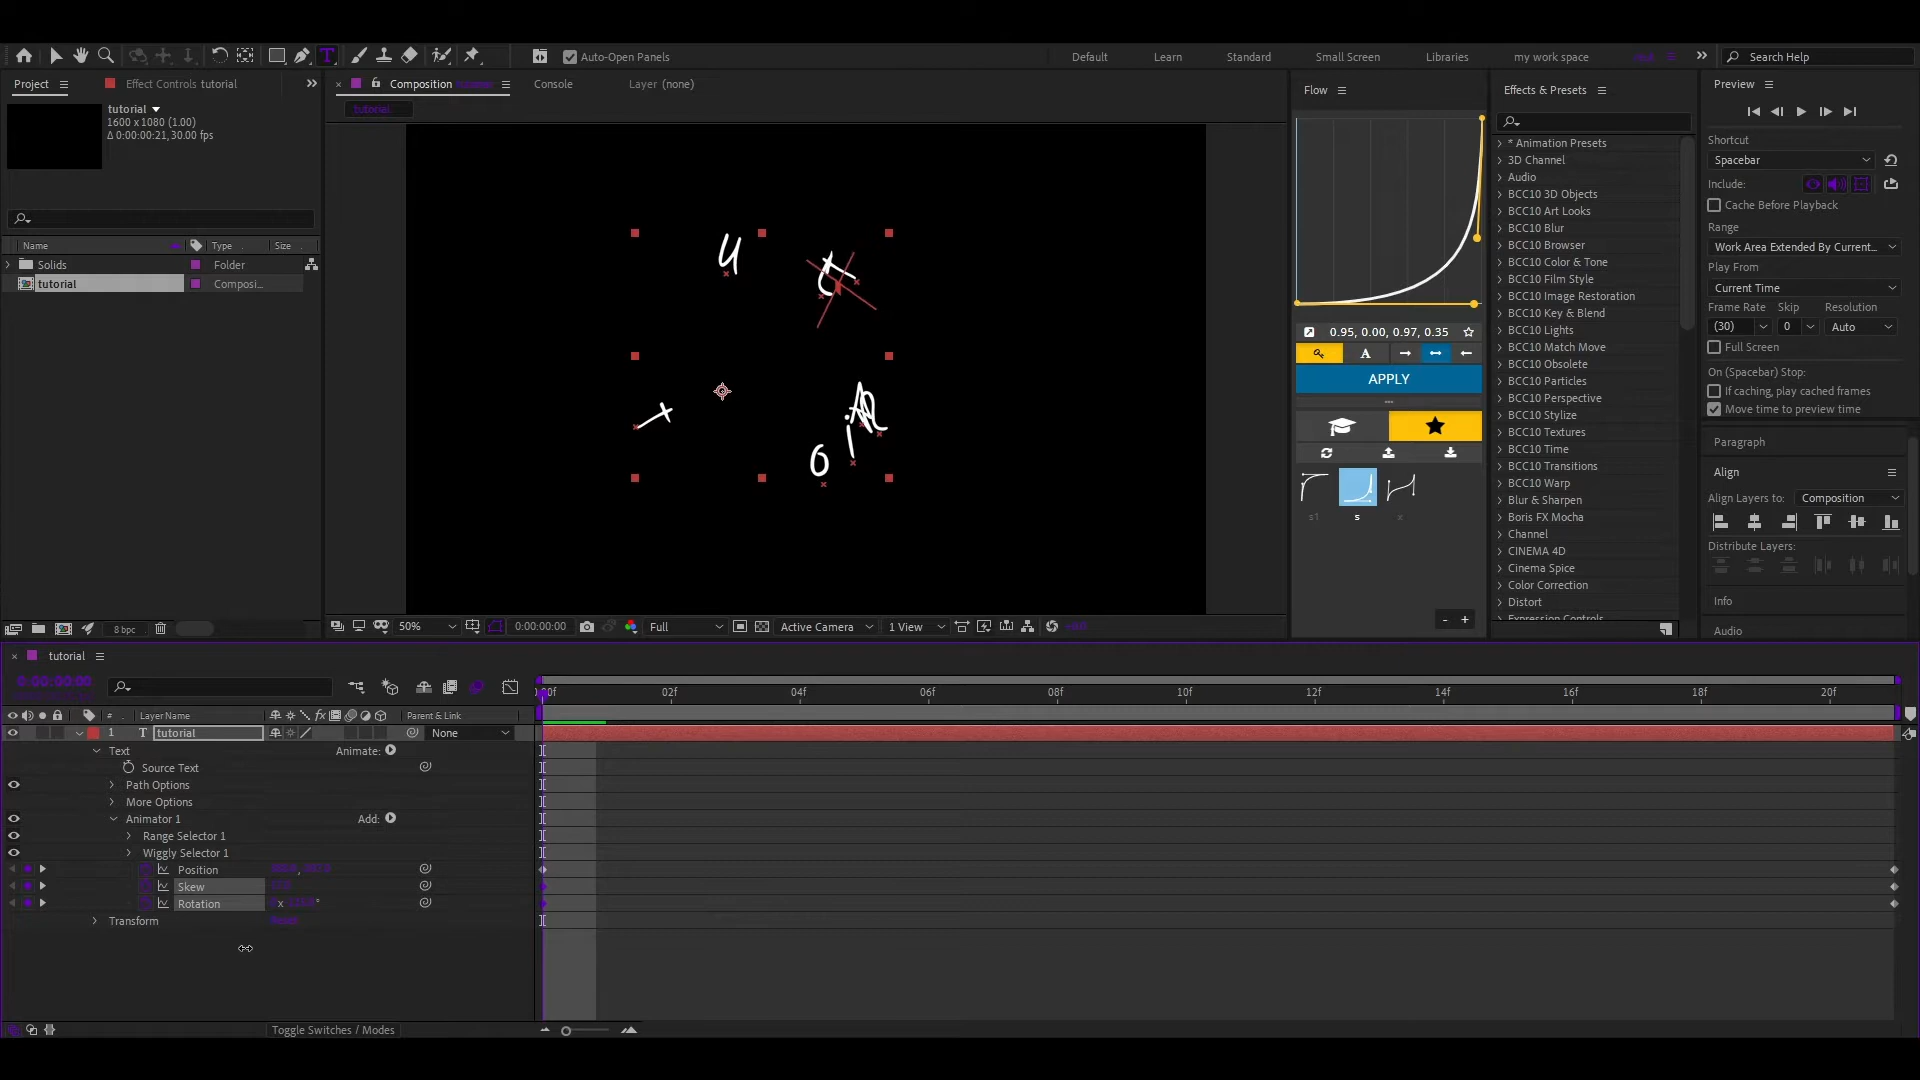 Auto-Open Panels
Default
Learn
Standard
Small Screen
Libraries
my work space
Search Help
Project
Effect Controls tutorial
Composition
Console
Layer (none)
Flow
Effects & Presets
Preview
tutorial
1600 x 1080 (1.00)
Δ 0:00:00:21, 30.00 fps
tutorial
Name
Type
Size
Solids
Folder
tutorial
Composi...
8 bpc
50%
0:00:00:00
Full
Active Camera
1 View
0.95, 0.00, 0.97, 0.35
A
APPLY
s1
s
x
- +
* Animation Presets
3D Channel
Audio
BCC10 3D Objects
BCC10 Art Looks
BCC10 Blur
BCC10 Browser
BCC10 Color & Tone
BCC10 Film Style
BCC10 Image Restoration
BCC10 Key & Blend
BCC10 Lights
BCC10 Match Move
BCC10 Obsolete
BCC10 Particles
BCC10 Perspective
BCC10 Stylize
BCC10 Textures
BCC10 Time
BCC10 Transitions
BCC10 Warp
Blur & Sharpen
Boris FX Mocha
Channel
CINEMA 4D
Cinema Spice
Color Correction
Distort
Expression Controls
Shortcut
Spacebar
Include:
Cache Before Playback
Range
Work Area Extended By Current...
Play From
Current Time
Frame Rate Skip Resolution
(30) 0 Auto
Full Screen
On (Spacebar) Stop:
If caching, play cached frames
Move time to preview time
Paragraph
Align
Align Layers to: Composition
Distribute Layers:
Info
Audio
tutorial
0:00:00:00
Layer Name
Parent & Link
02f 04f 06f 08f 10f 12f 14f 16f 18f 20f
1 T tutorial
None
Text
Animate:
Source Text
Path Options
More Options
Animator 1
Add:
Range Selector 1
Wiggly Selector 1
Position
Skew
Rotation
Transform
Reset
Toggle Switches / Modes